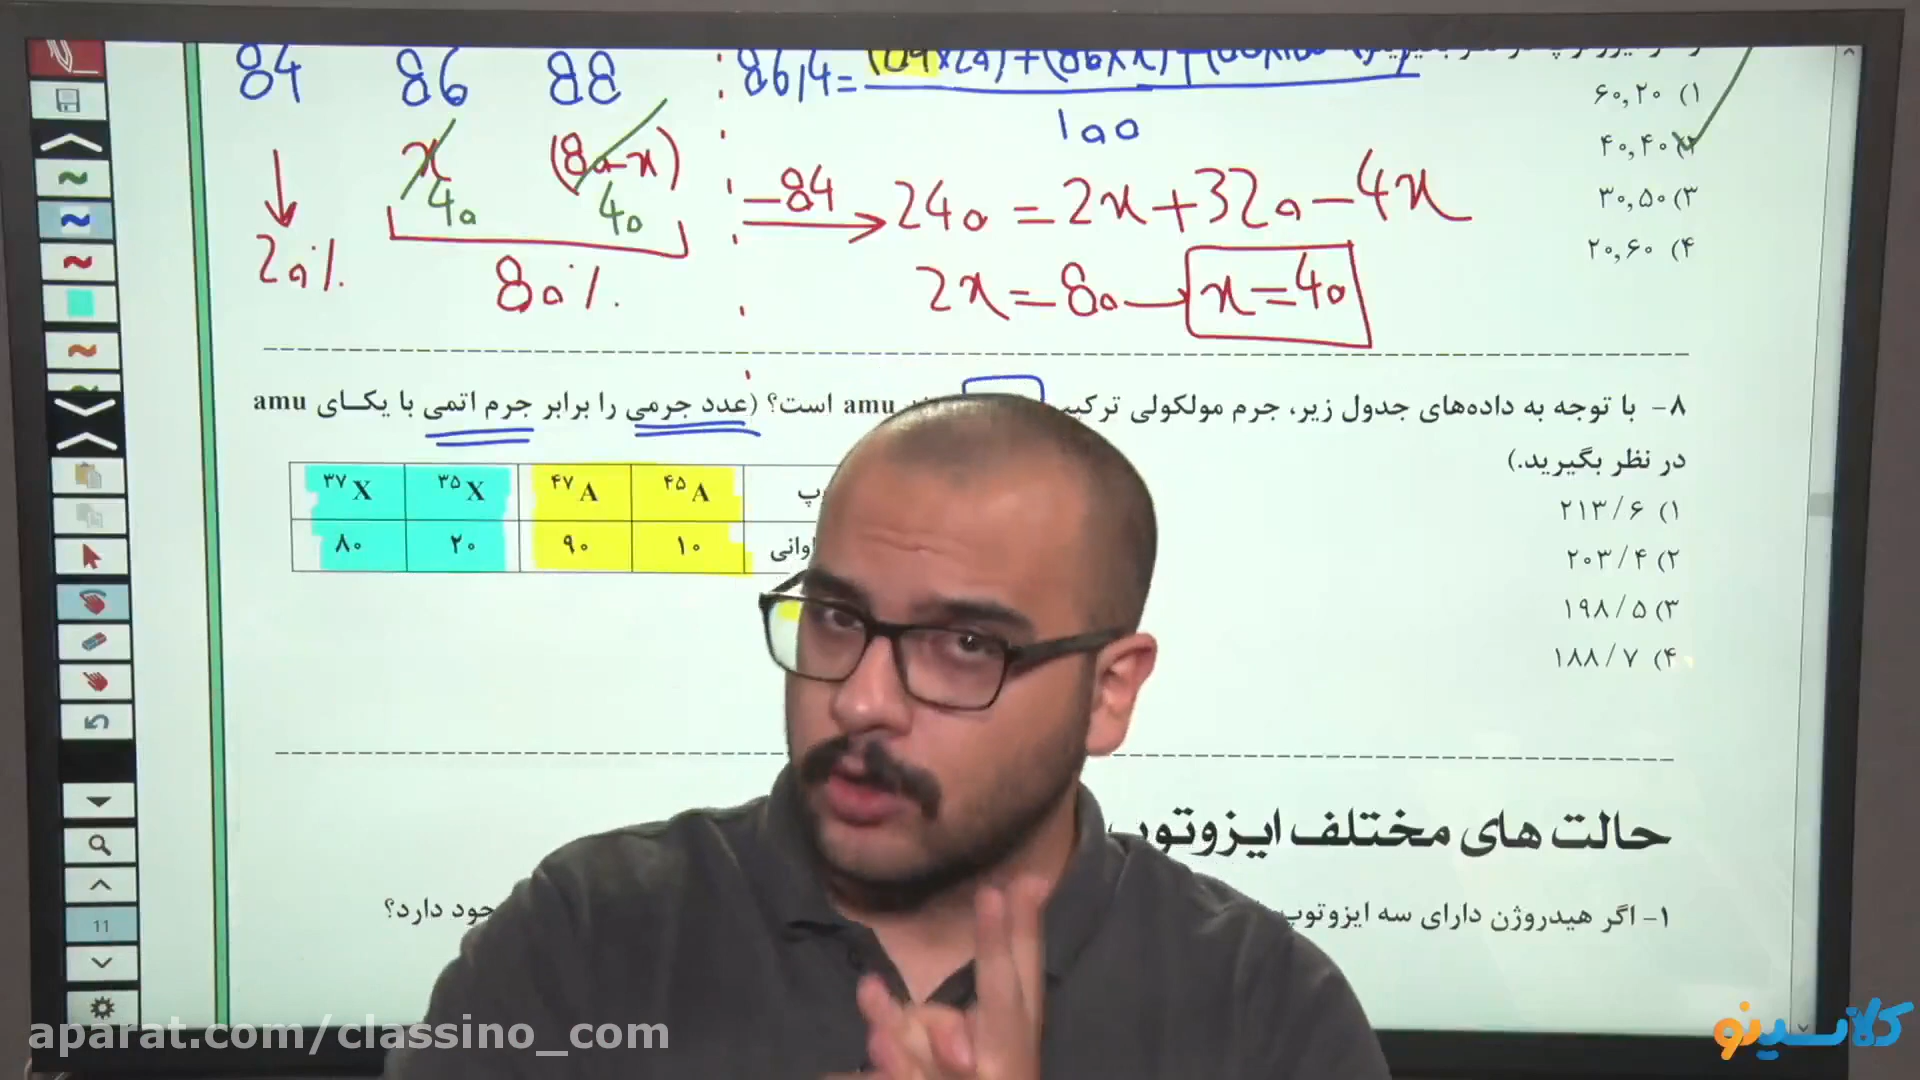 84 86 88 86,4=
100
x (80-x)
40 40
20%
80%
-84 240 = 2x+320-4x
2x=80 x=40
۱) ۶۰,۲۰
۴۰,۴۰
۳) ۳۰,۵۰
۴) ۲۰,۶۰
۸- با توجه به داده‌های جدول زیر، جرم مولکولی amu است؟ (عدد جرمی را برابر جرم اتمی با یکای amu
در نظر بگیرید.)
۴۵A ۴۷A ۳۵X ۳۷X
۱۰ ۹۰ ۲۰ ۸۰
۱) ۲۱۳/۶
۲) ۲۰۳/۴
۳) ۱۹۸/۵
۴) ۱۸۸/۷
حالت های مختلف
۱- اگر هیدروژن دارای سه ایزوتوپ دارد؟
11
aparat.com/classino_com
کلاسینو